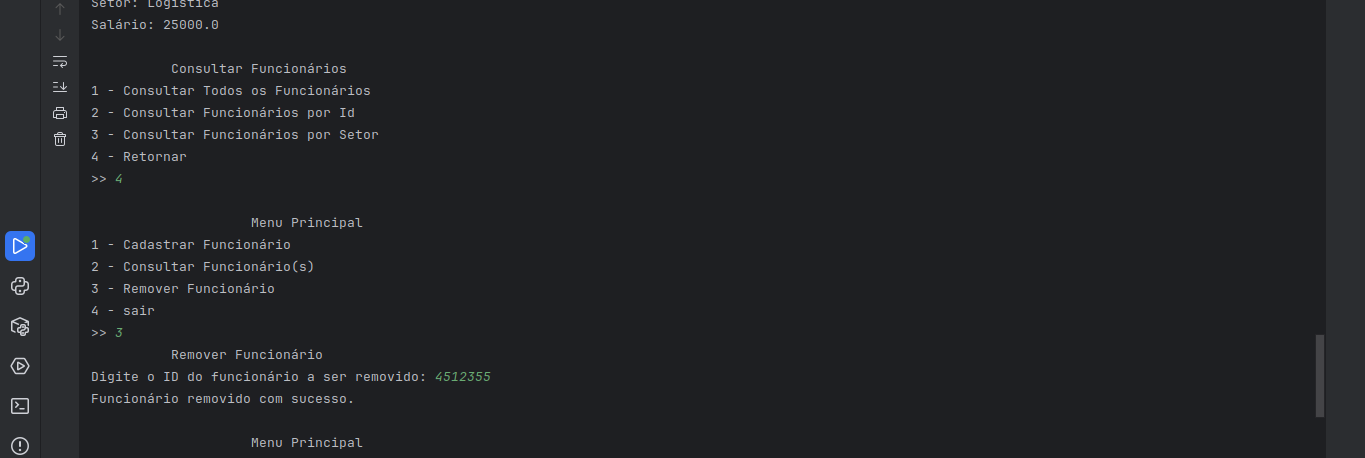 Setor: Logística
Salário: 25000.0
Consultar Funcionários
1 - Consultar Todos os Funcionários
2 - Consultar Funcionários por Id
3 - Consultar Funcionários por Setor
4 - Retornar
>> 4
Menu Principal
1 - Cadastrar Funcionário
2 - Consultar Funcionário(s)
3 - Remover Funcionário
4 - sair
>> 3
Remover Funcionário
Digite o ID do funcionário a ser removido: 4512355
Funcionário removido com sucesso.
Menu Principal